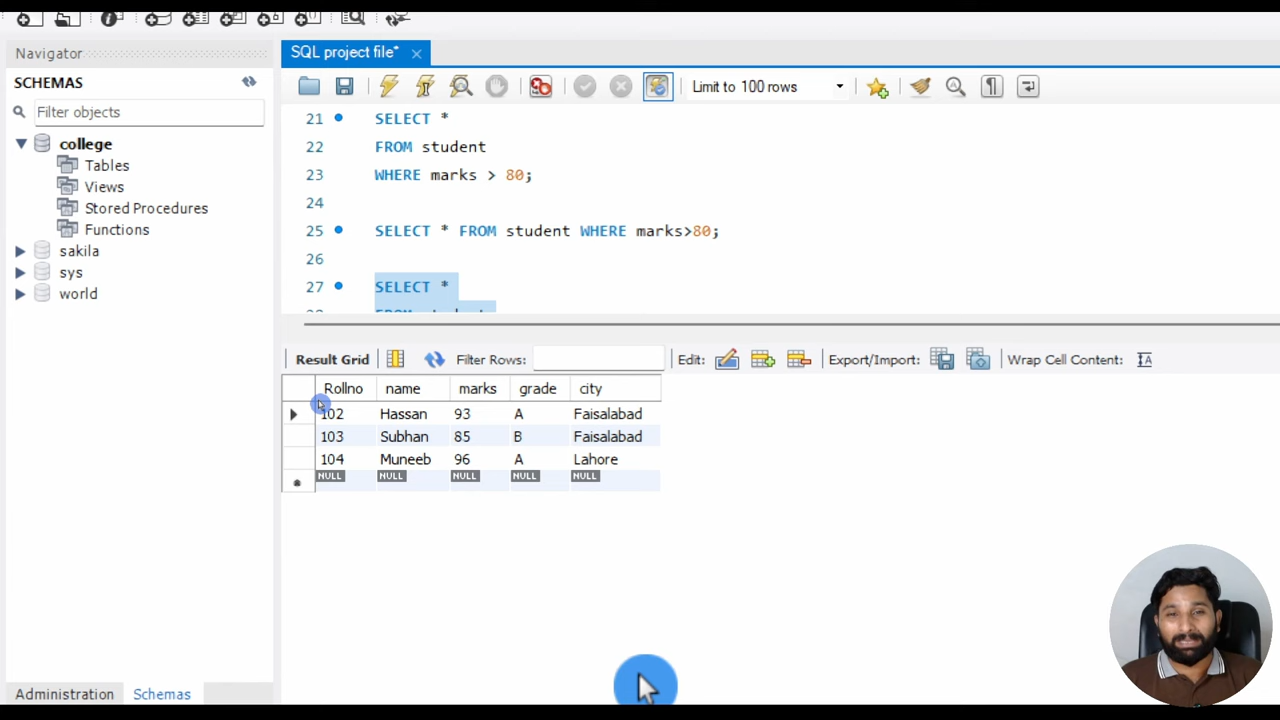 Navigator
SQL project file*
SCHEMAS
Limit to 100 rows
Filter objects
college
Tables
Views
Stored Procedures
Functions
sakila
sys
world
21 SELECT *
22 FROM student
23 WHERE marks > 80;
24
25 SELECT * FROM student WHERE marks>80;
26
27 SELECT *
28 FROM student
Result Grid Filter Rows: Edit: Export/Import: Wrap Cell Content:
Rollno name marks grade city
102 Hassan 93 A Faisalabad
103 Subhan 85 B Faisalabad
104 Muneeb 96 A Lahore
NULL NULL NULL NULL NULL
Administration Schemas